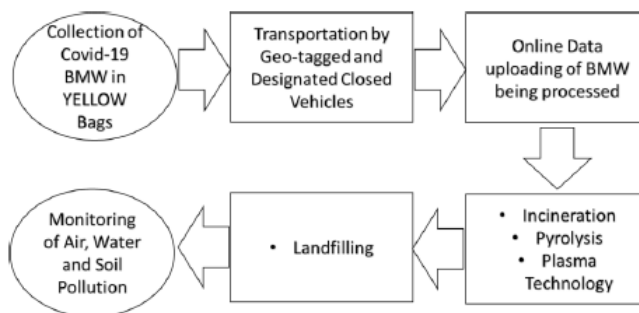 Collection of
Covid-19
BMW in
YELLOW
Bags
Transportation by
Geo-tagged and
Designated Closed
Vehicles
Online Data
uploading of BMW
being processed
• Incineration
• Pyrolysis
• Plasma
Technology
• Landfilling
Monitoring
of Air, Water
and Soil
Pollution